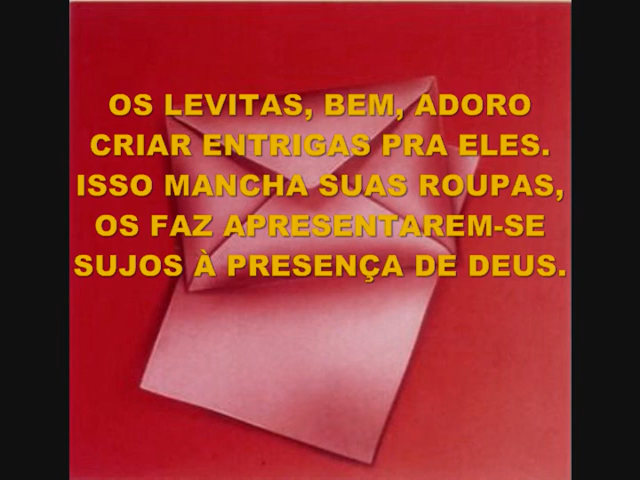 OS LEVITAS, BEM, ADORO
CRIAR ENTRIGAS PRA ELES.
ISSO MANCHA SUAS ROUPAS,
OS FAZ APRESENTAREM-SE
SUJOS À PRESENÇA DE DEUS.